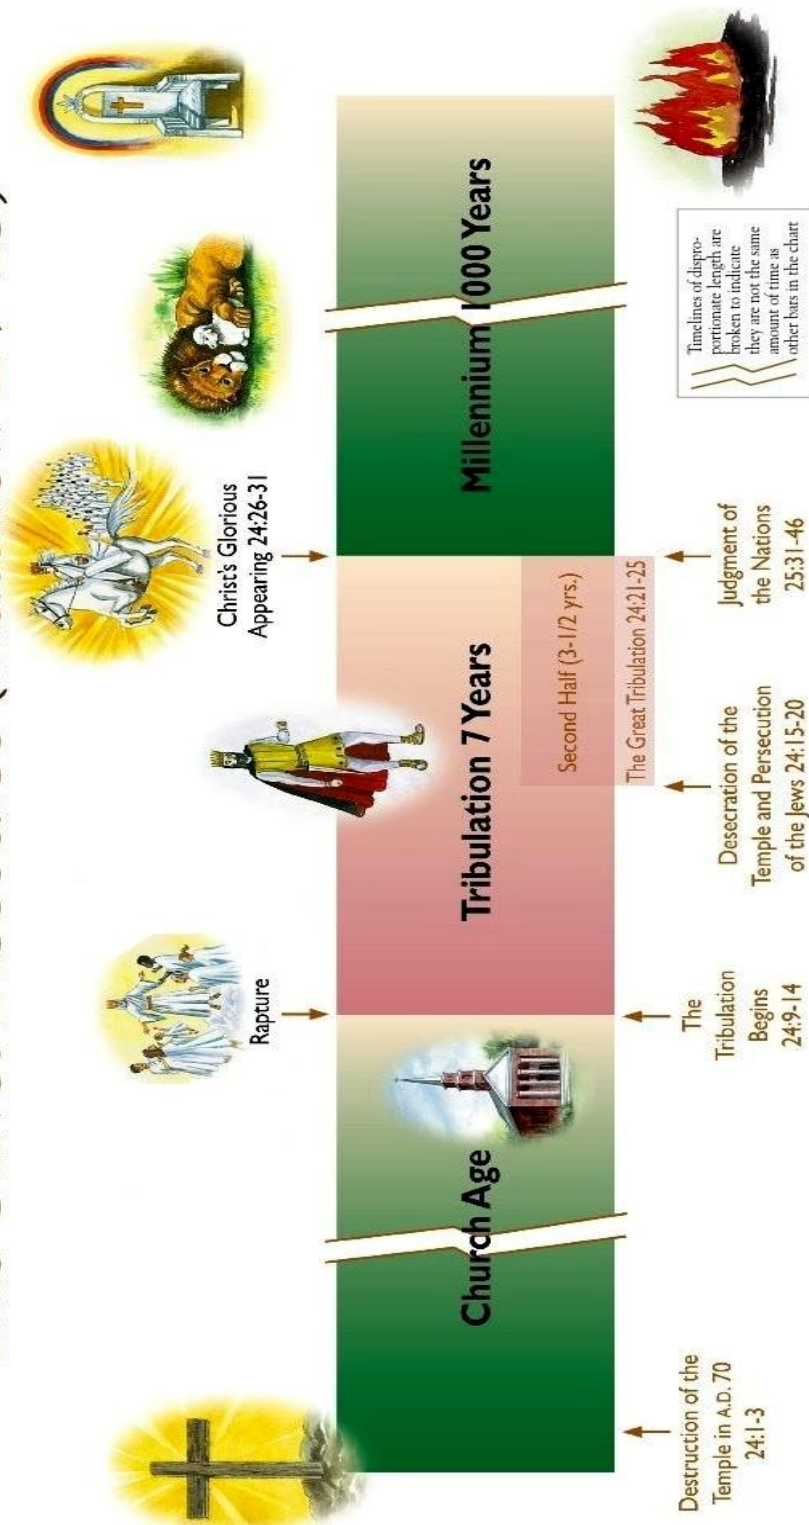 Rapture
Christ's Glorious
Appearing 24:26-31
Church Age
Tribulation 7 Years
Second Half (3-1/2 yrs.)
The Great Tribulation 24:21-25
Millennium 1000 Years
Destruction of the
Temple in A.D. 70
24:1-3
The
Tribulation
Begins
24:9-14
Desecration of the
Temple and Persecution
of the Jews 24:15-20
Judgment of
the Nations
25:31-46
Timelines of dispro-
portionate length are
broken to indicate
they are not the same
amount of time as
other bars in the chart